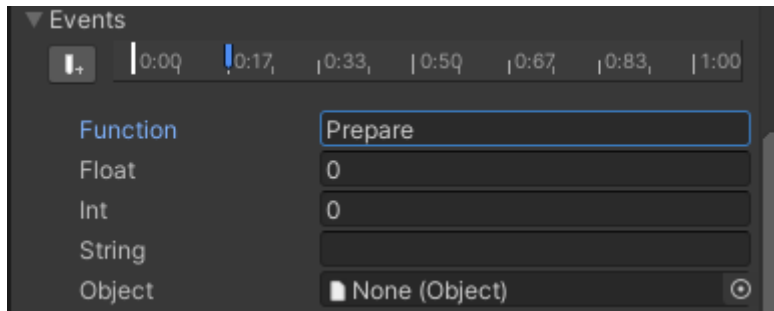 Events
0:00 0:17 0:33 0:50 0:67 0:83 1:00
Function Prepare
Float 0
Int 0
String
Object None (Object)